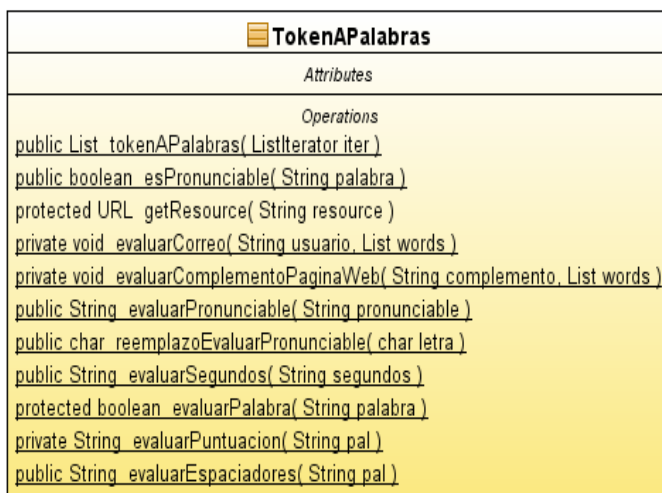 TokenAPalabras
Attributes
Operations
public List tokenAPalabras( ListIterator iter )
public boolean esPronunciable( String palabra )
protected URL getResource( String resource )
private void evaluarCorreo( String usuario, List words )
private void evaluarComplementoPaginaWeb( String complemento, List words )
public String evaluarPronunciable( String pronunciable )
public char reemplazoEvaluarPronunciable( char letra )
public String evaluarSegundos( String segundos )
protected boolean evaluarPalabra( String palabra )
private String evaluarPuntuacion( String pal )
public String evaluarEspaciadores( String pal )